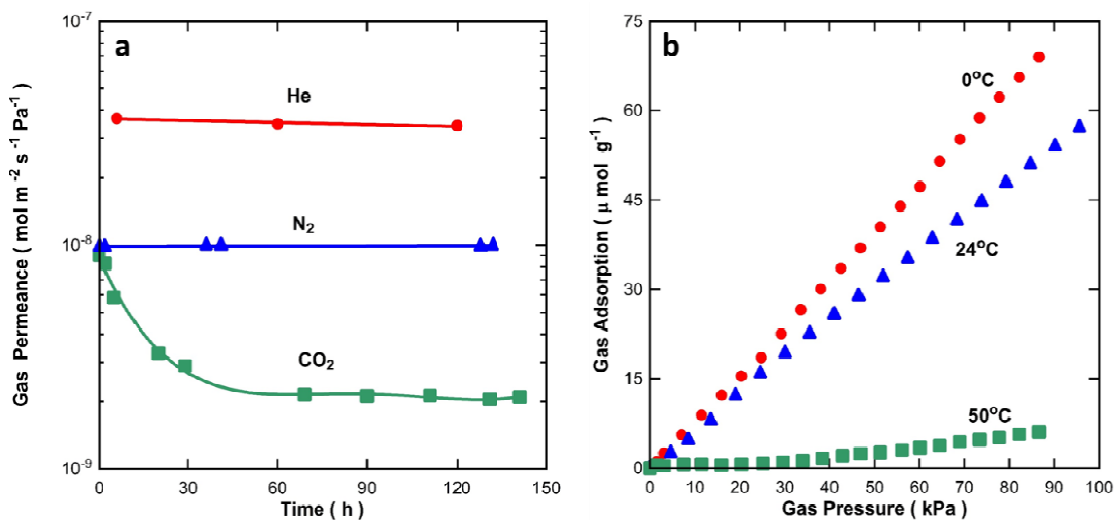 a
10⁻⁷
10⁻⁸
10⁻⁹
Gas Permeance ( mol m ⁻² s⁻¹ Pa⁻¹ )
He
N₂
CO₂
0 30 60 90 120 150
Time ( h )
b
75
60
45
30
15
0
Gas Adsorption ( μ mol g⁻¹ )
0°C
24°C
50°C
0 10 20 30 40 50 60 70 80 90 100
Gas Pressure ( kPa )